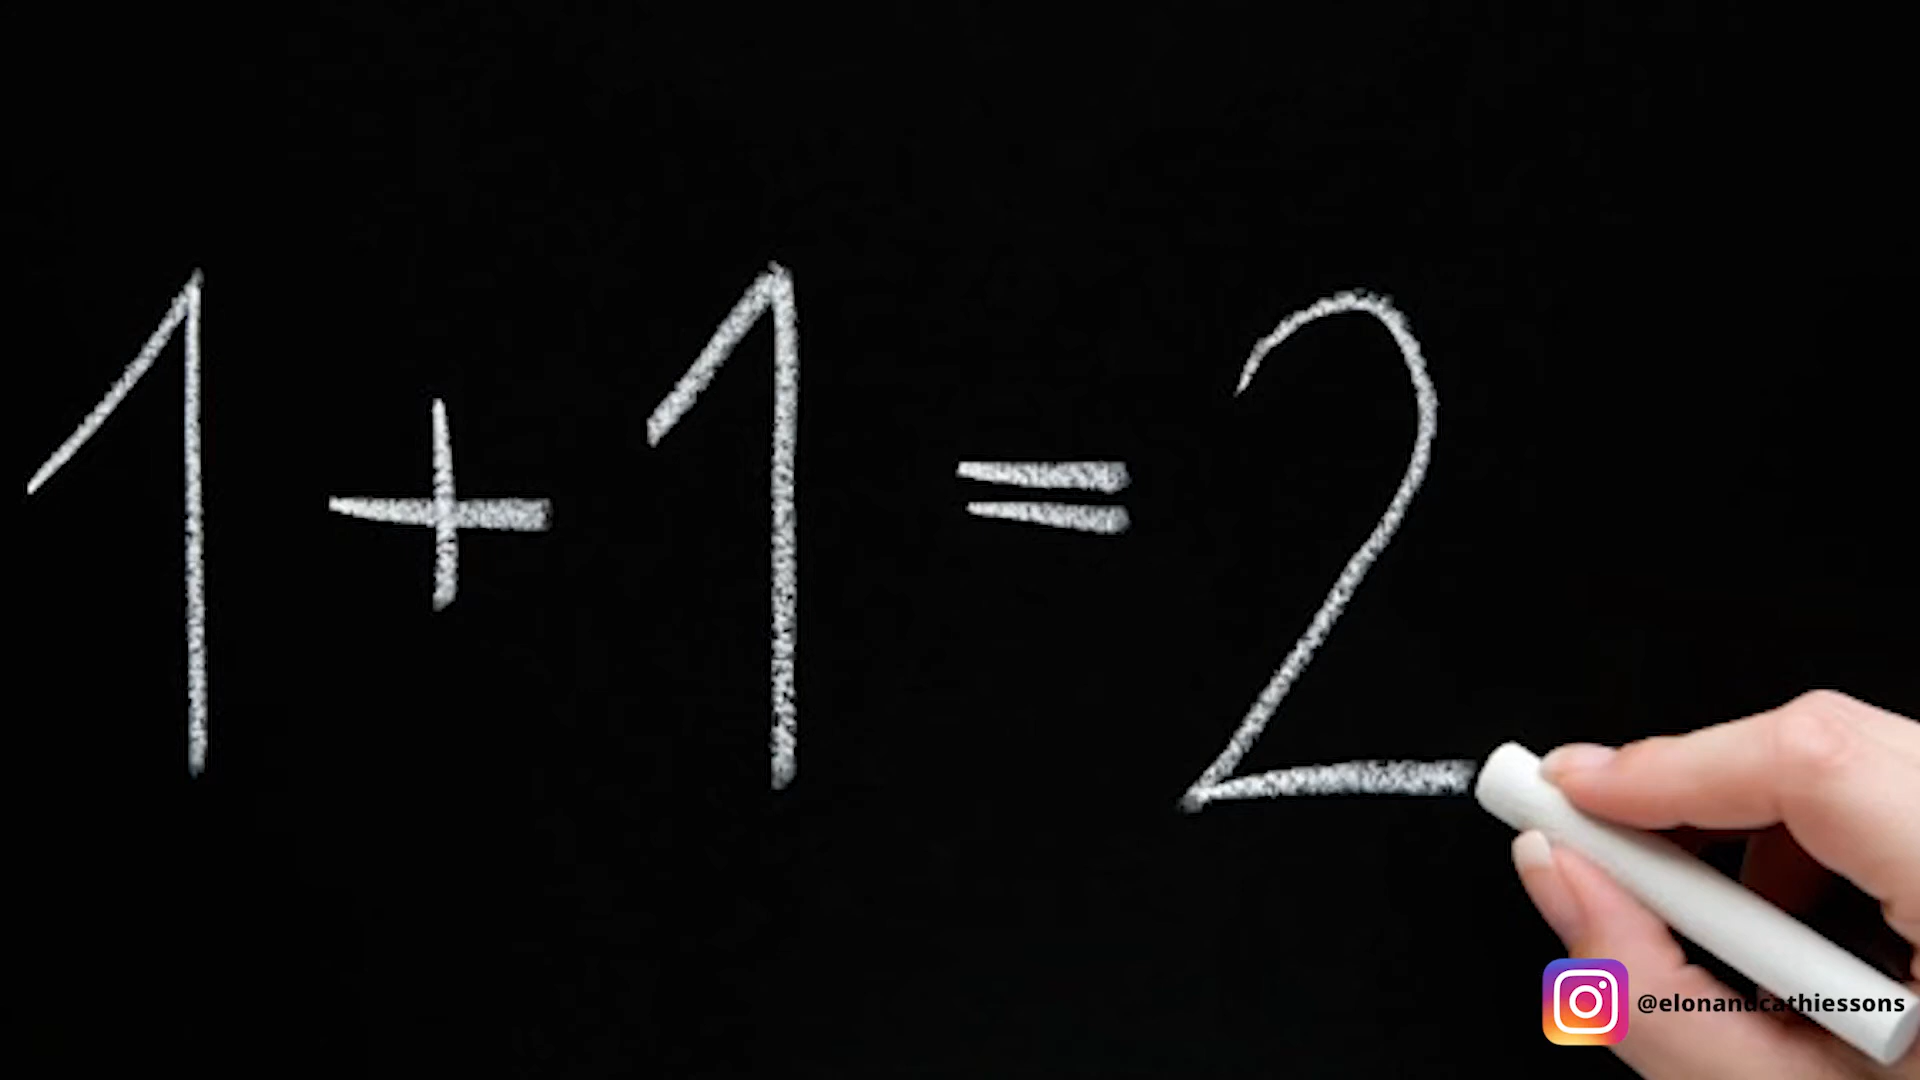 1 + 1 = 2
@elonandcathiessons